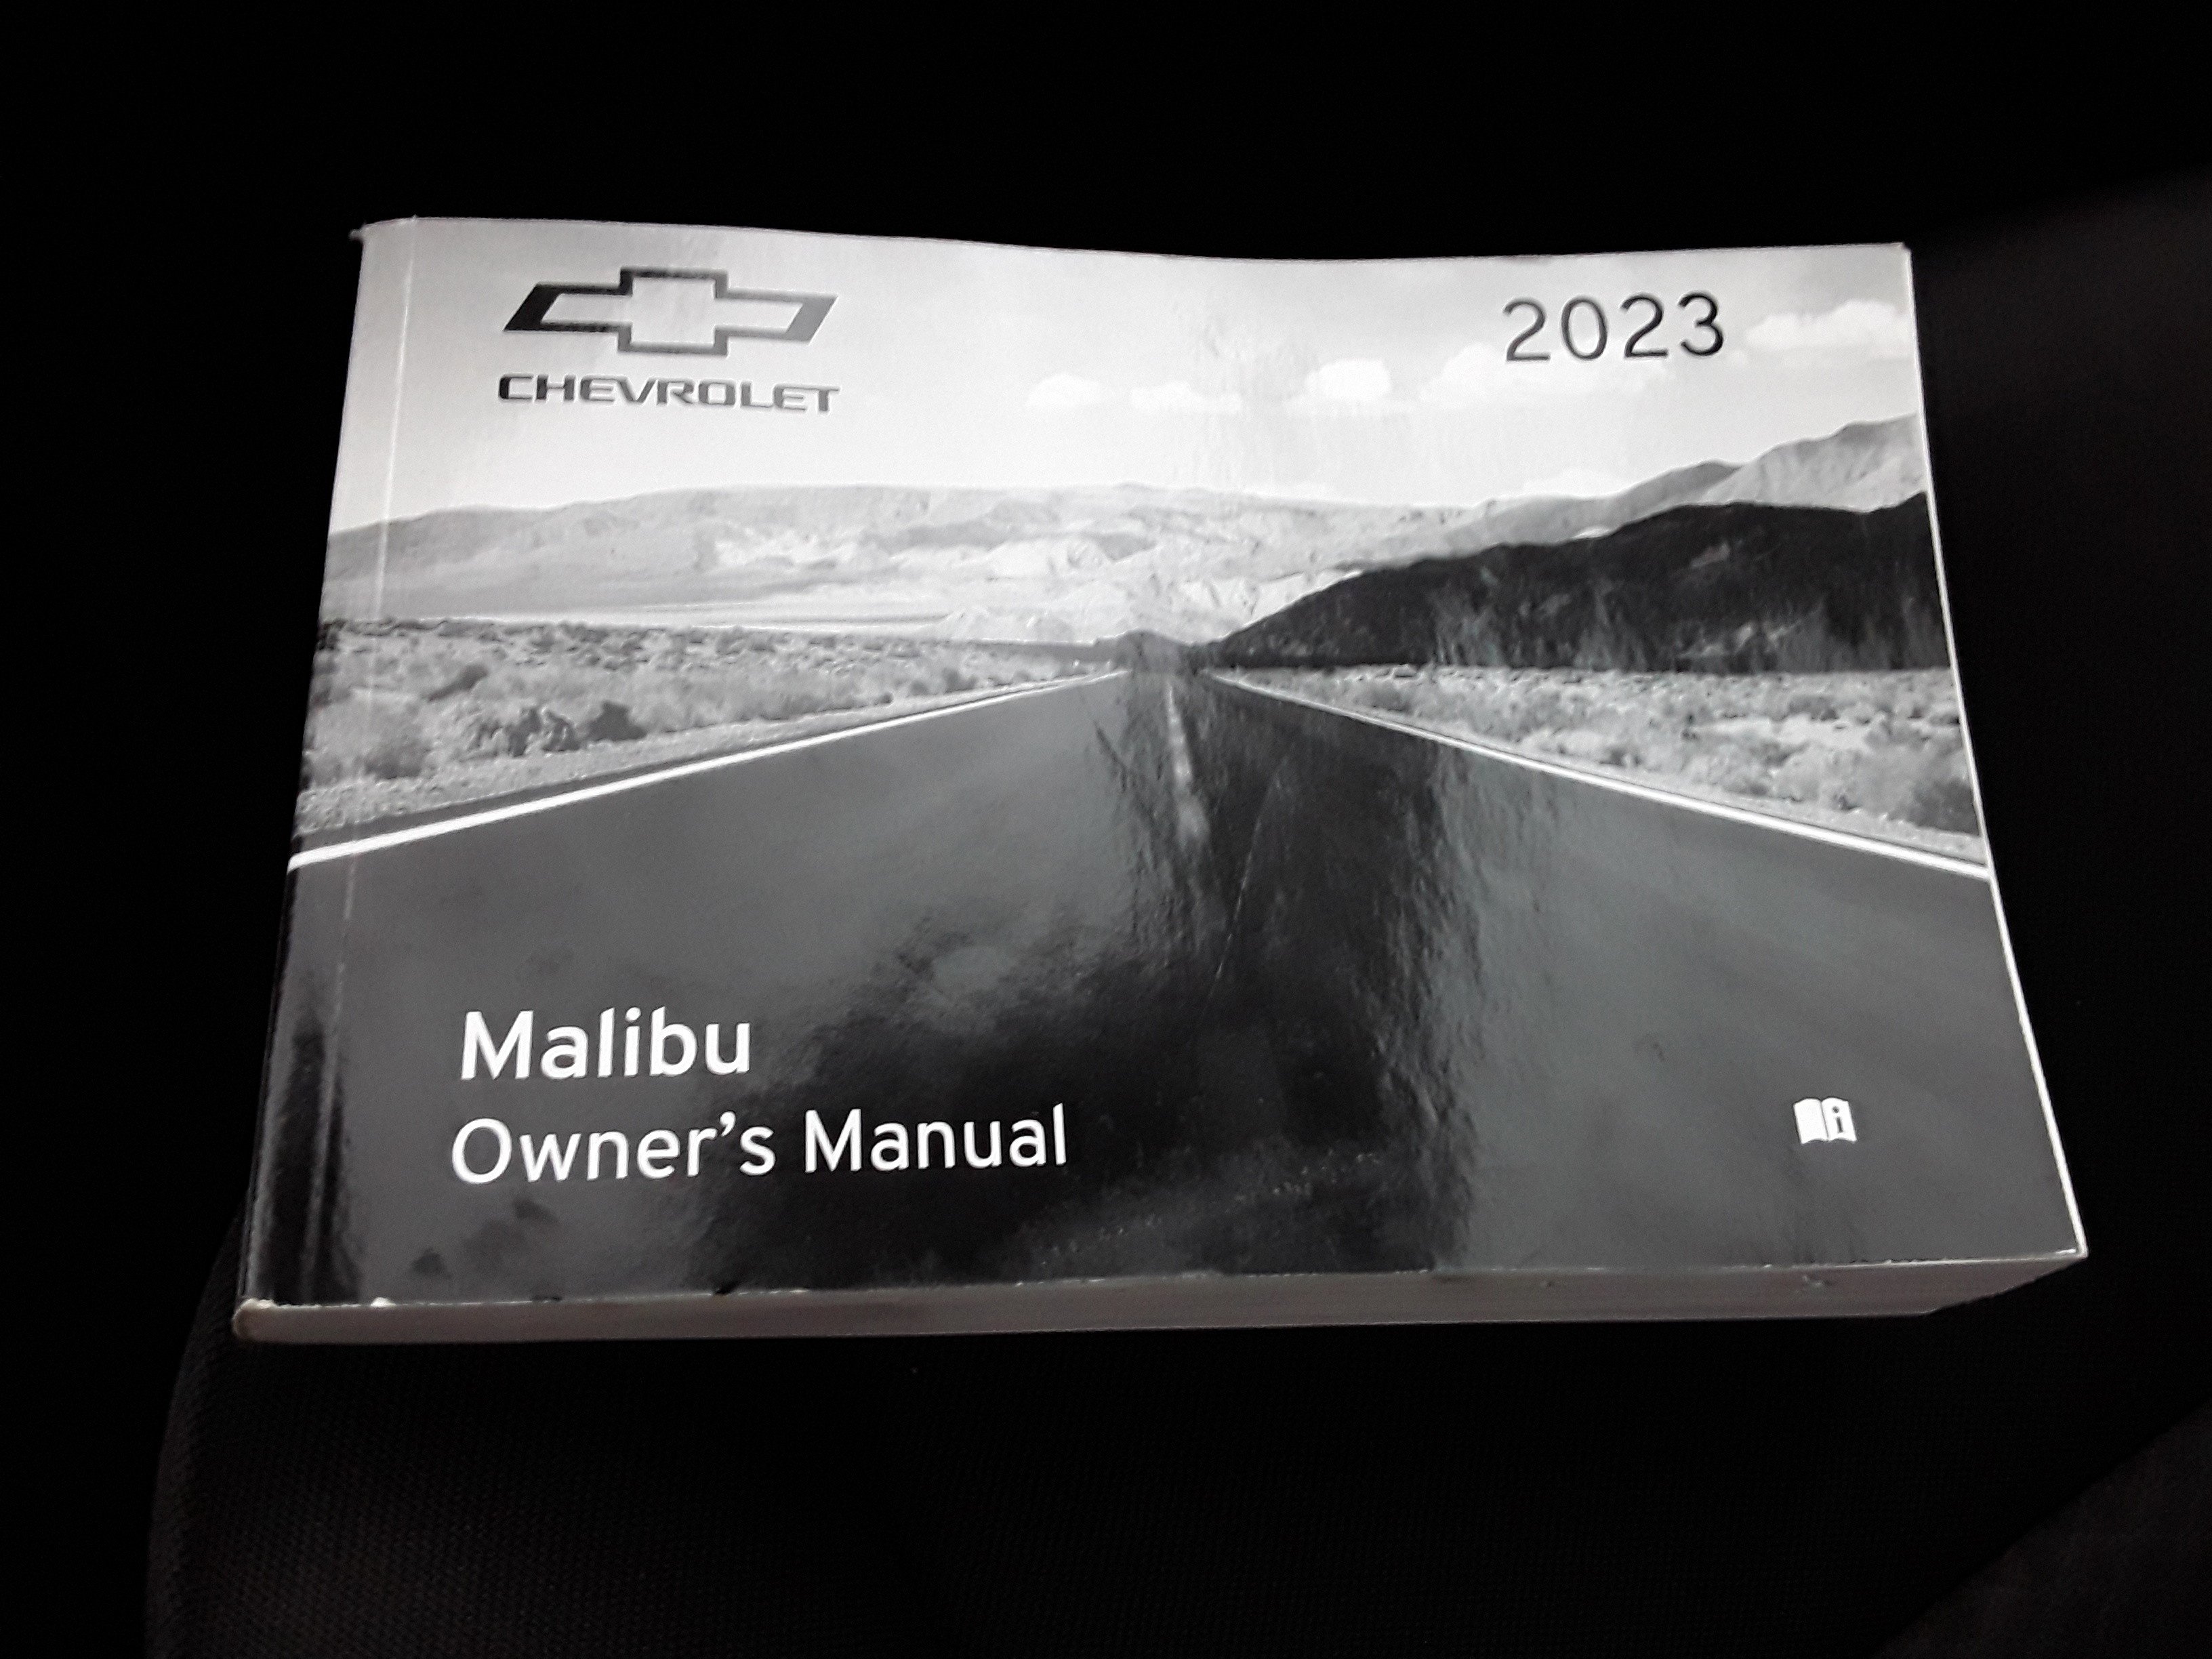 CHEVROLET
2023
Malibu
Owner's Manual